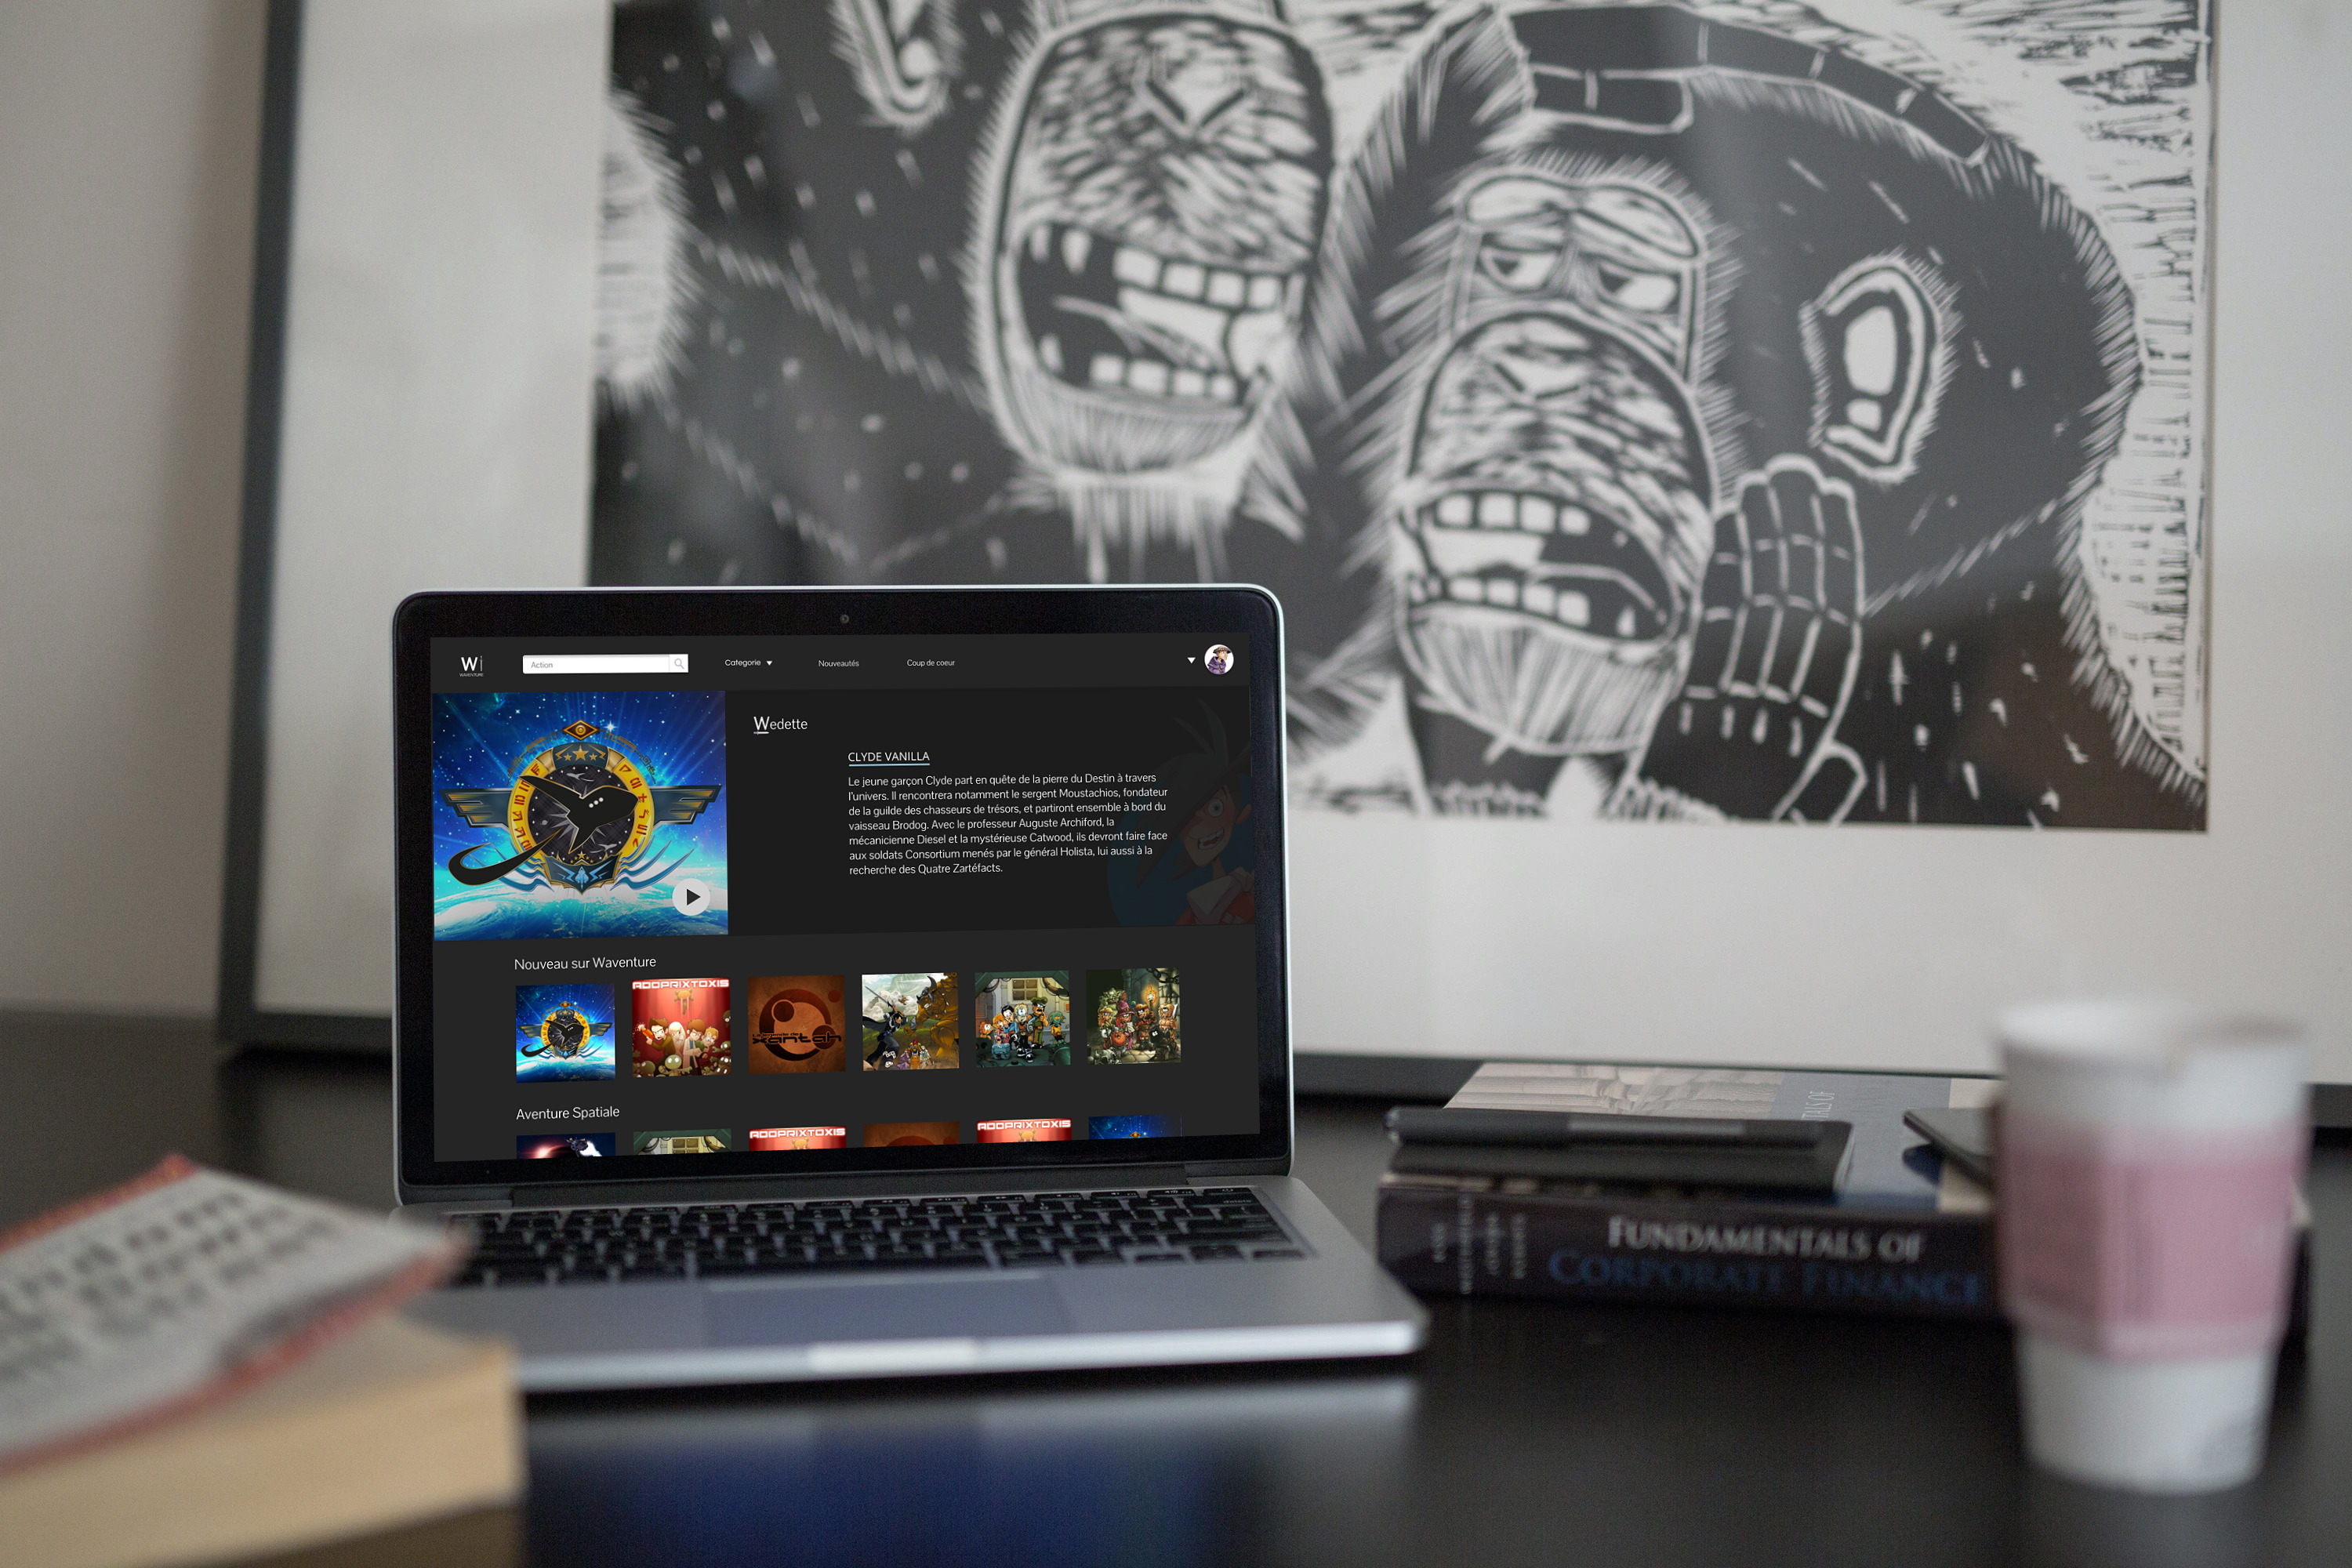 W
WAVENTURE
Action
Categorie
Nouveautés
Coup de coeur
Wedette
CLYDE VANILLA
Le jeune garçon Clyde part en quête de la pierre du Destin à travers
l'univers. Il rencontrera notamment le sergent Moustachios, fondateur
de la guilde des chasseurs de trésors, et partiront ensemble à bord du
vaisseau Brodog. Avec le professeur Auguste Archiford, la
mécanicienne Diesel et la mystérieuse Catwood, ils devront faire face
aux soldats Consortium menés par le général Holista, lui aussi à la
recherche des Quatre Zartéfacts.
Nouveau sur Waventure
ADOPRIXTOXIS
xantah
Aventure Spatiale
ADOPRIXTOXIS
ADOPRIXTOXIS
FUNDAMENTALS OF
CORPORATE FINANCE